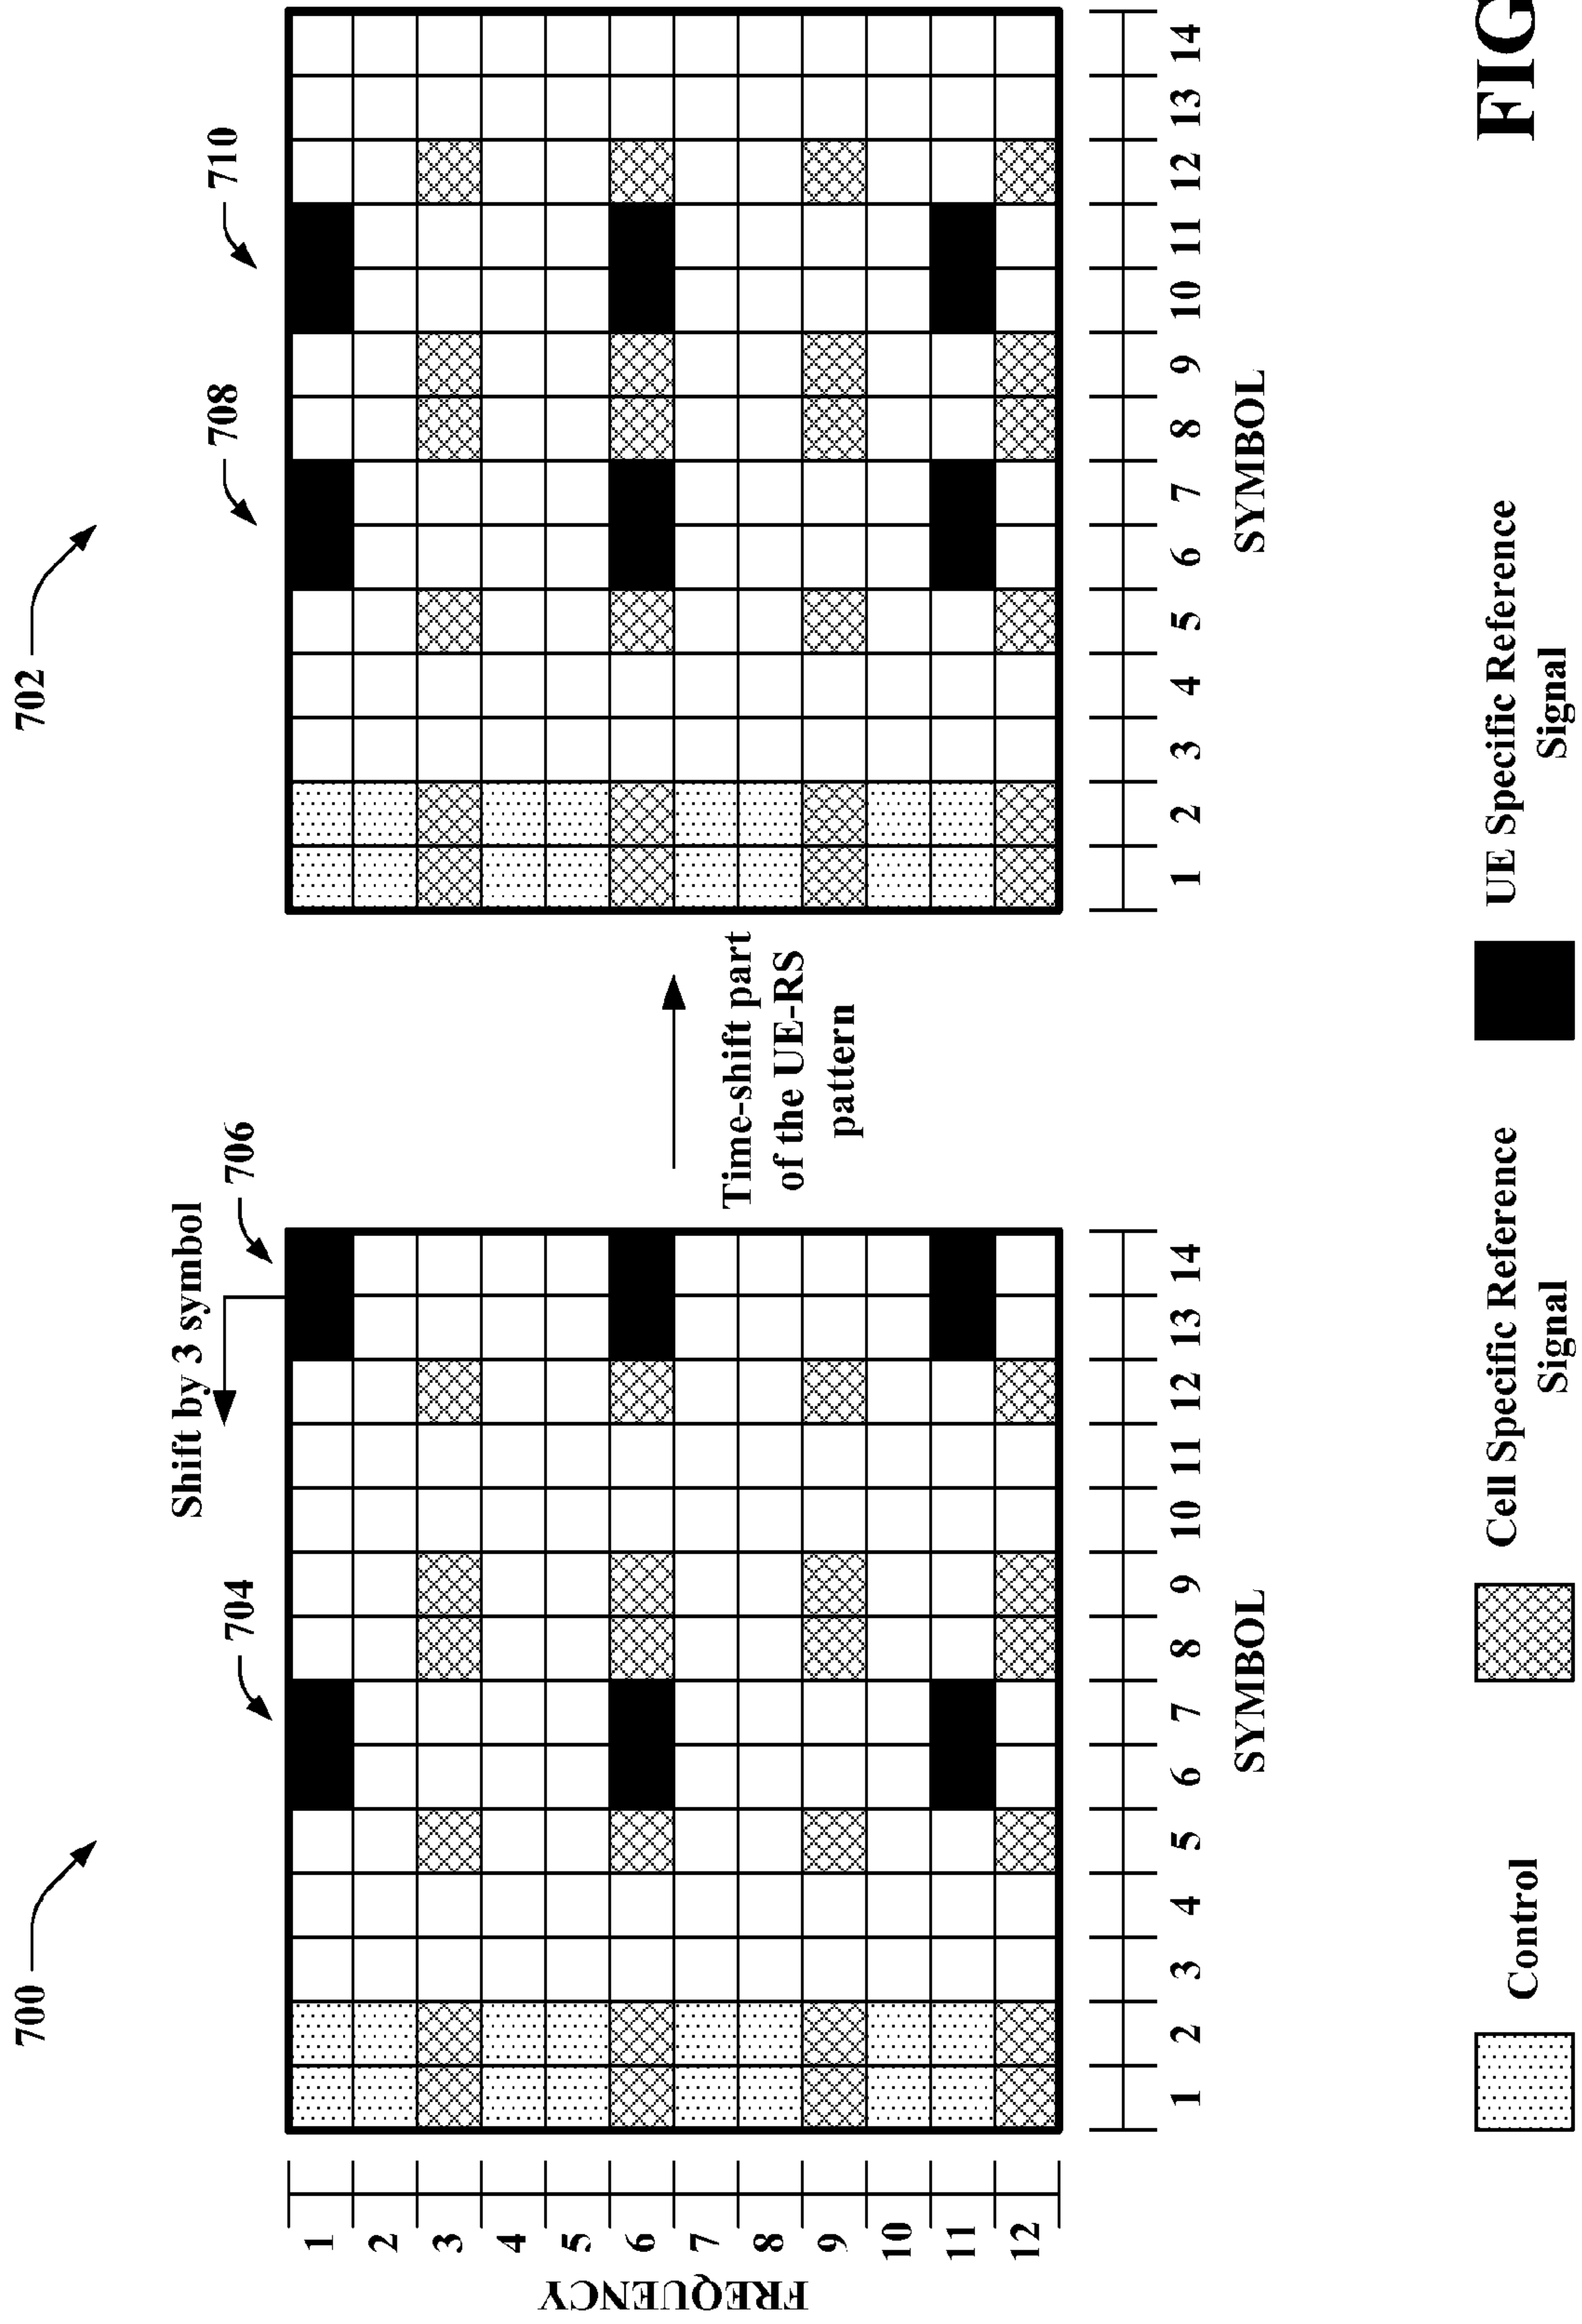 700
702
Shift by 3 symbol
704
706
708
710
FREQUENCY
1
2
3
4
5
6
7
8
9
10
11
12
Time-shift part
of the UE-RS
pattern
1 2 3 4 5 6 7 8 9 10 11 12 13 14
SYMBOL
1 2 3 4 5 6 7 8 9 10 11 12 13 14
SYMBOL
Control
Cell Specific Reference
Signal
UE Specific Reference
Signal
FIG